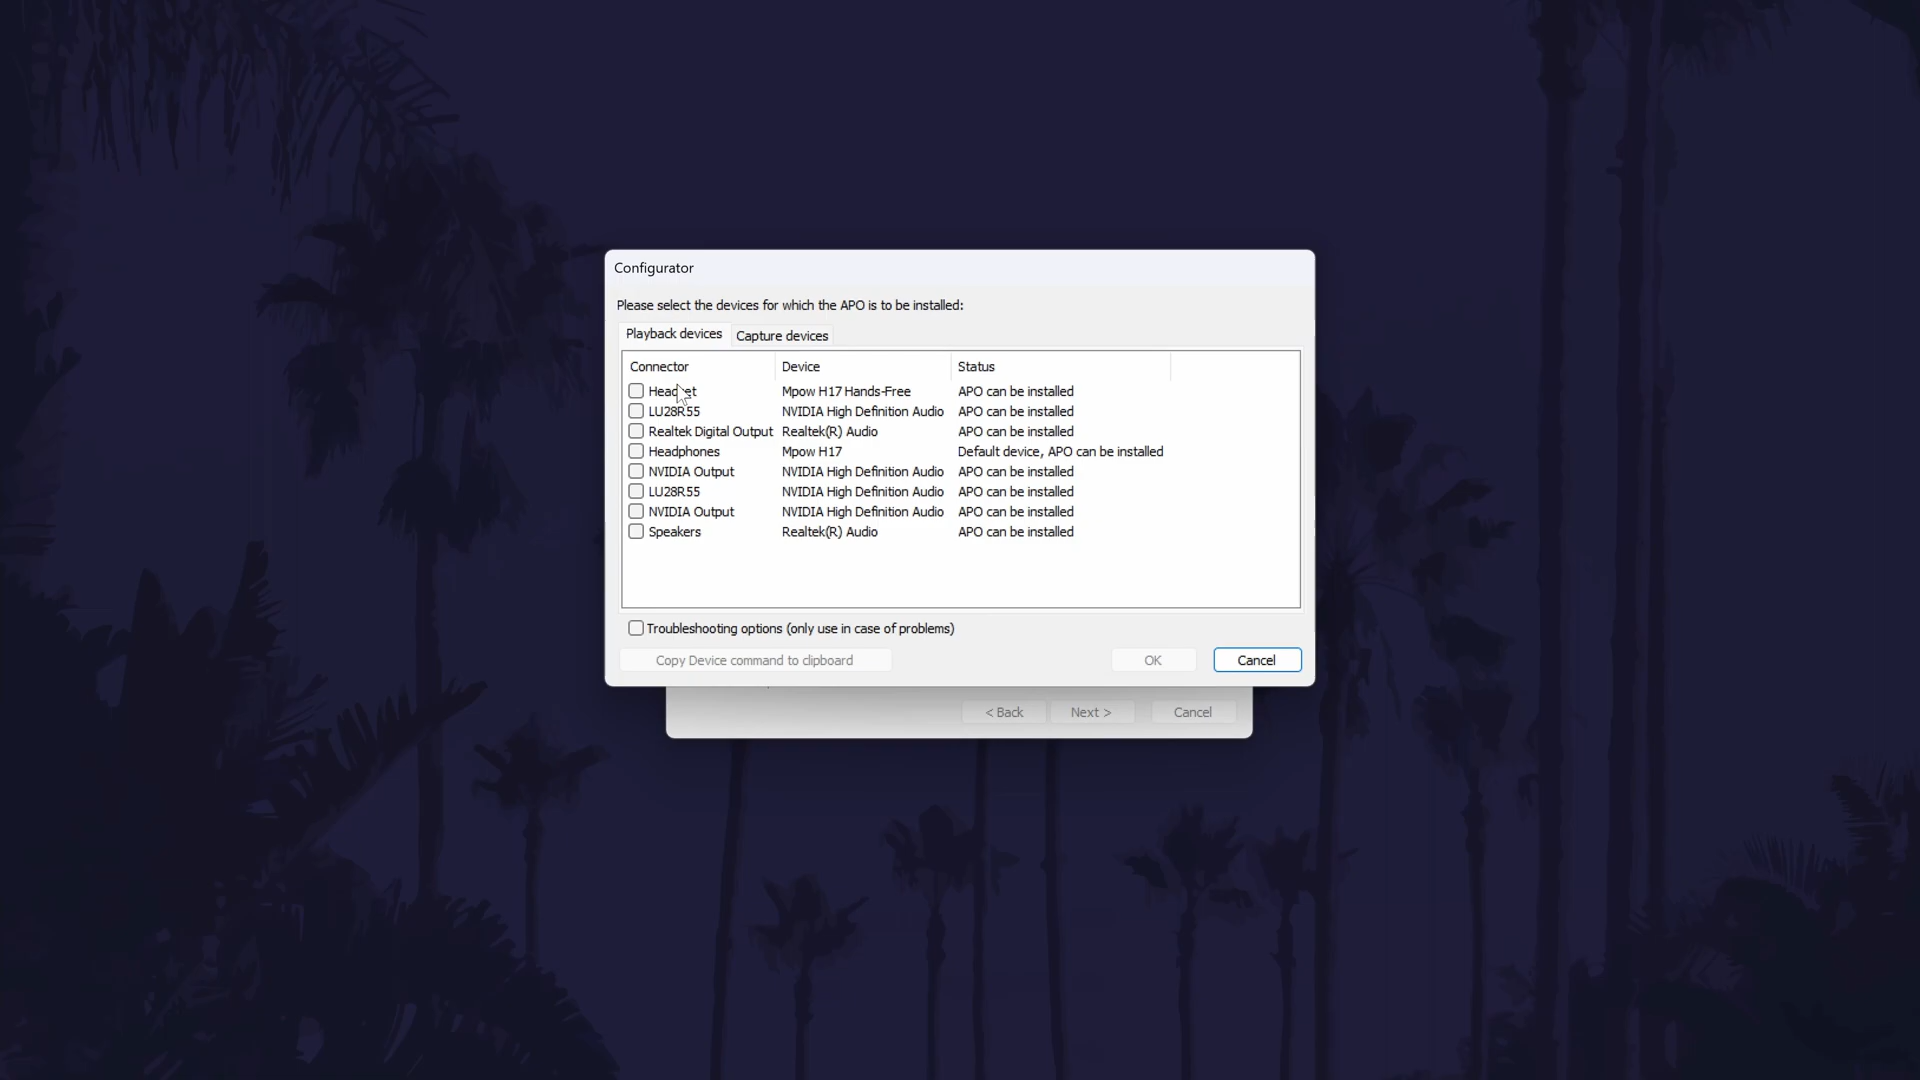 Configurator
Please select the devices for which the APO is to be installed:
Playback devices Capture devices
Connector Device Status
Headset Mpow H17 Hands-Free APO can be installed
LU28R55 NVIDIA High Definition Audio APO can be installed
Realtek Digital Output Realtek(R) Audio APO can be installed
Headphones Mpow H17 Default device, APO can be installed
NVIDIA Output NVIDIA High Definition Audio APO can be installed
LU28R55 NVIDIA High Definition Audio APO can be installed
NVIDIA Output NVIDIA High Definition Audio APO can be installed
Speakers Realtek(R) Audio APO can be installed
Troubleshooting options (only use in case of problems)
Copy Device command to clipboard OK Cancel
< Back Next > Cancel